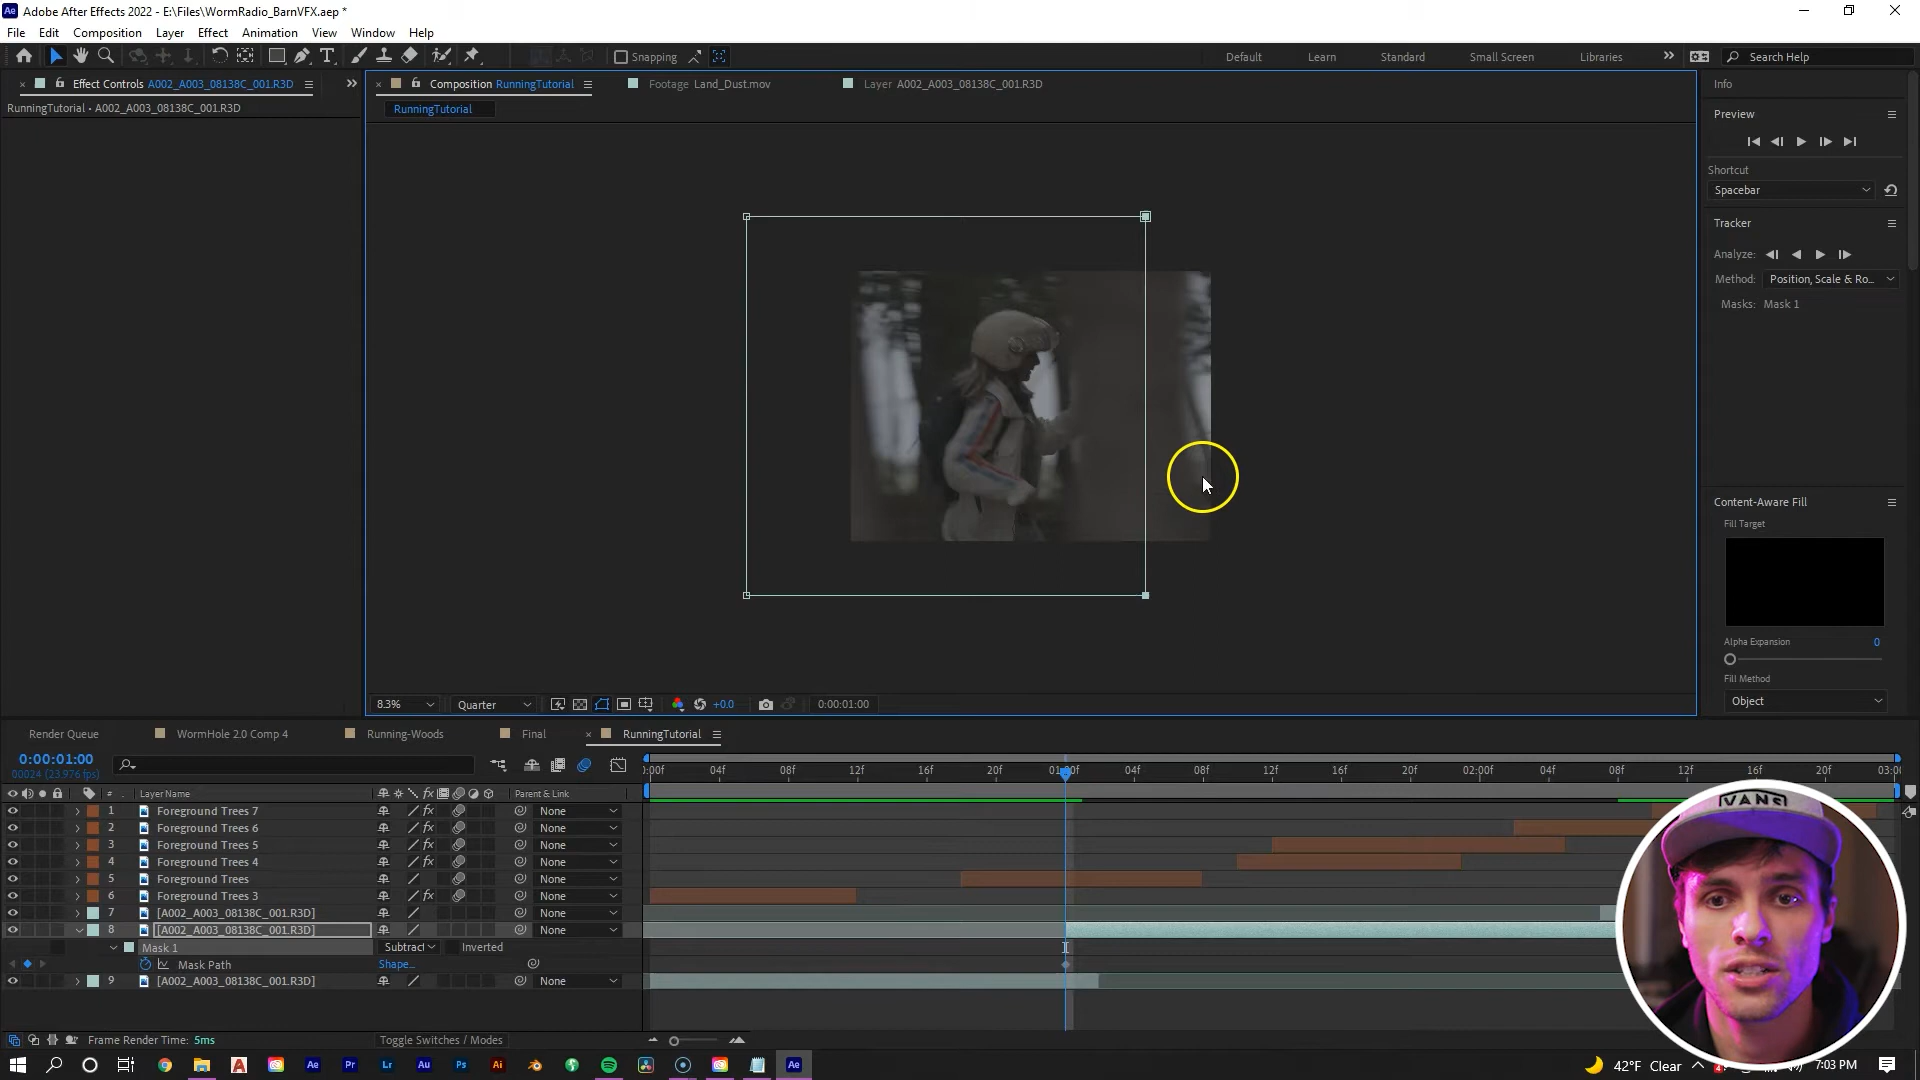 Adobe After Effects 2022 - E:\Files\WormRadio_BarnVFX.aep *
File Edit Composition Layer Effect Animation View Window Help
Snapping Default Learn Standard Small Screen Libraries Search Help
Effect Controls A002_A003_08138C_001.R3D
Composition RunningTutorial Footage Land_Dust.mov Layer A002_A003_08138C_001.R3D
RunningTutorial • A002_A003_08138C_001.R3D
RunningTutorial
Info
Preview
Shortcut
Spacebar
Tracker
Analyze:
Method: Position, Scale & Ro...
Masks: Mask 1
Content-Aware Fill
Fill Target
Alpha Expansion 0
Fill Method
Object
8.3% Quarter +0.0 0:00:01:00
Render Queue WormHole 2.0 Comp 4 Running-Woods Final RunningTutorial
0:00:01:00
00024 (23.976 fps)
:00f 04f 08f 12f 16f 20f 01:00f 04f 08f 12f 16f 20f 02:00f 04f 08f 12f 16f 20f 03:0
# Layer Name Parent & Link
1 Foreground Trees 7 None
2 Foreground Trees 6 None
3 Foreground Trees 5 None
4 Foreground Trees 4 None
5 Foreground Trees None
6 Foreground Trees 3 None
7 [A002_A003_08138C_001.R3D] None
8 [A002_A003_08138C_001.R3D] None
Mask 1 Subtract Inverted
Mask Path Shape...
9 [A002_A003_08138C_001.R3D] None
Frame Render Time: 5ms Toggle Switches / Modes
VANS
42°F Clear 7:03 PM